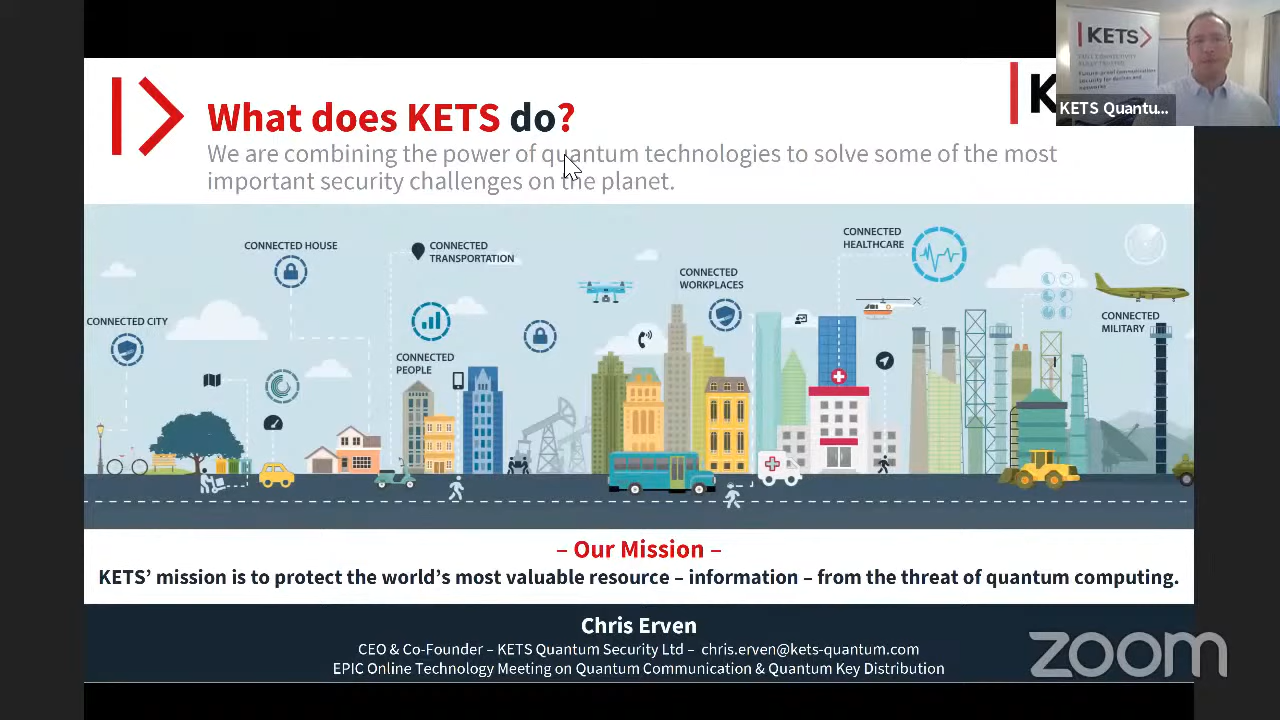 What does KETS do?
We are combining the power of quantum technologies to solve some of the most
important security challenges on the planet.
K
KETS
KETS Quantu...
CONNECTED HOUSE
CONNECTED
TRANSPORTATION
CONNECTED
HEALTHCARE
CONNECTED
WORKPLACES
CONNECTED CITY
CONNECTED
MILITARY
CONNECTED
PEOPLE
– Our Mission –
KETS’ mission is to protect the world’s most valuable resource – information – from the threat of quantum computing.
Chris Erven
CEO & Co-Founder – KETS Quantum Security Ltd – chris.erven@kets-quantum.com
EPIC Online Technology Meeting on Quantum Communication & Quantum Key Distribution
zoom